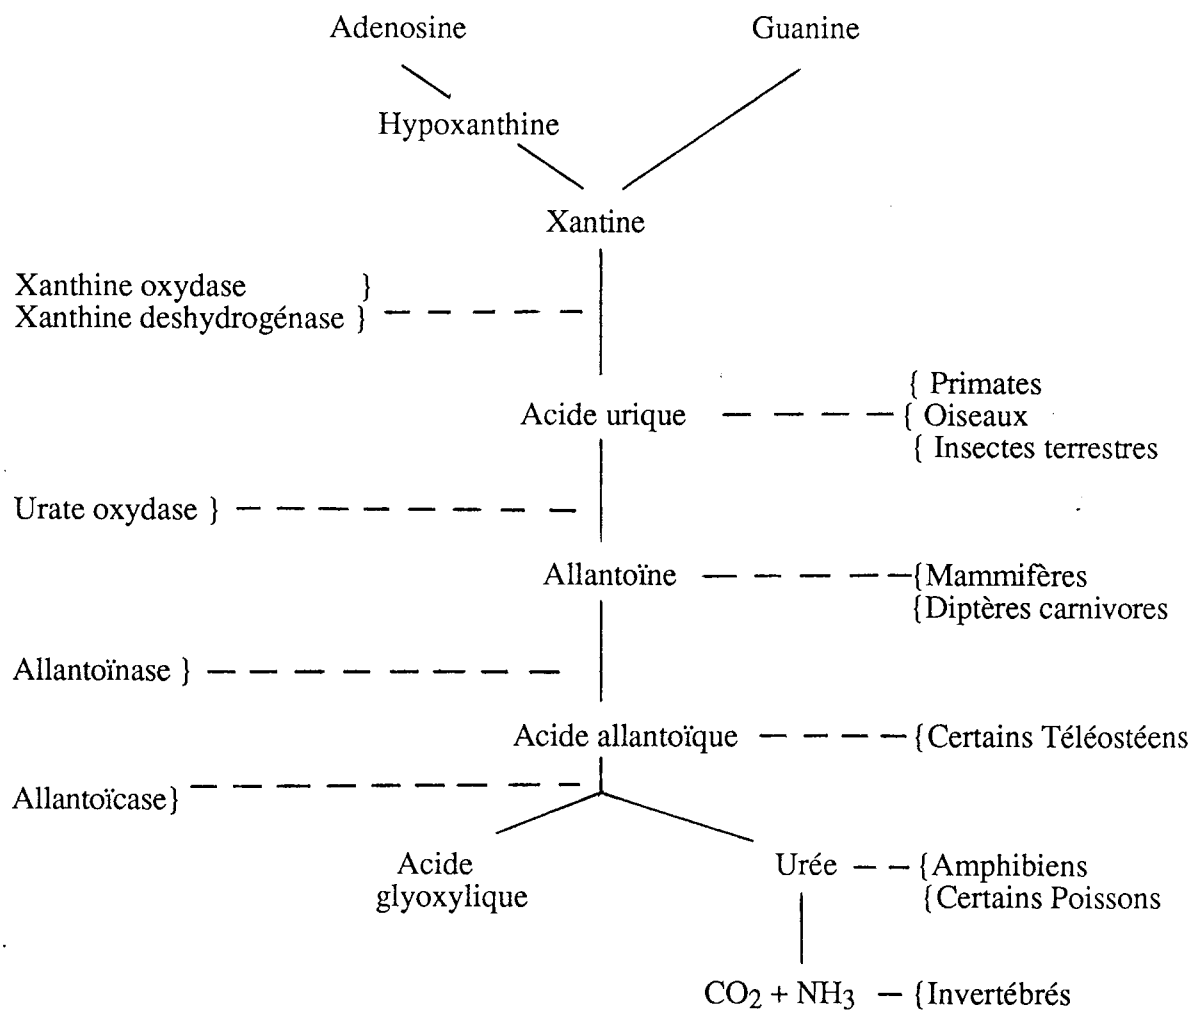 Adenosine
Guanine
Hypoxanthine
Xantine
Xanthine oxydase }
Xanthine deshydrogénase }
Acide urique
{ Primates
{ Oiseaux
{ Insectes terrestres
Urate oxydase }
Allantoïne
{Mammifères
{Diptères carnivores
Allantoïnase }
Acide allantoïque
{Certains Téléostéens
Allantoïcase}
Acide
glyoxylique
Urée
{Amphibiens
{Certains Poissons
CO2 + NH3
{Invertébrés